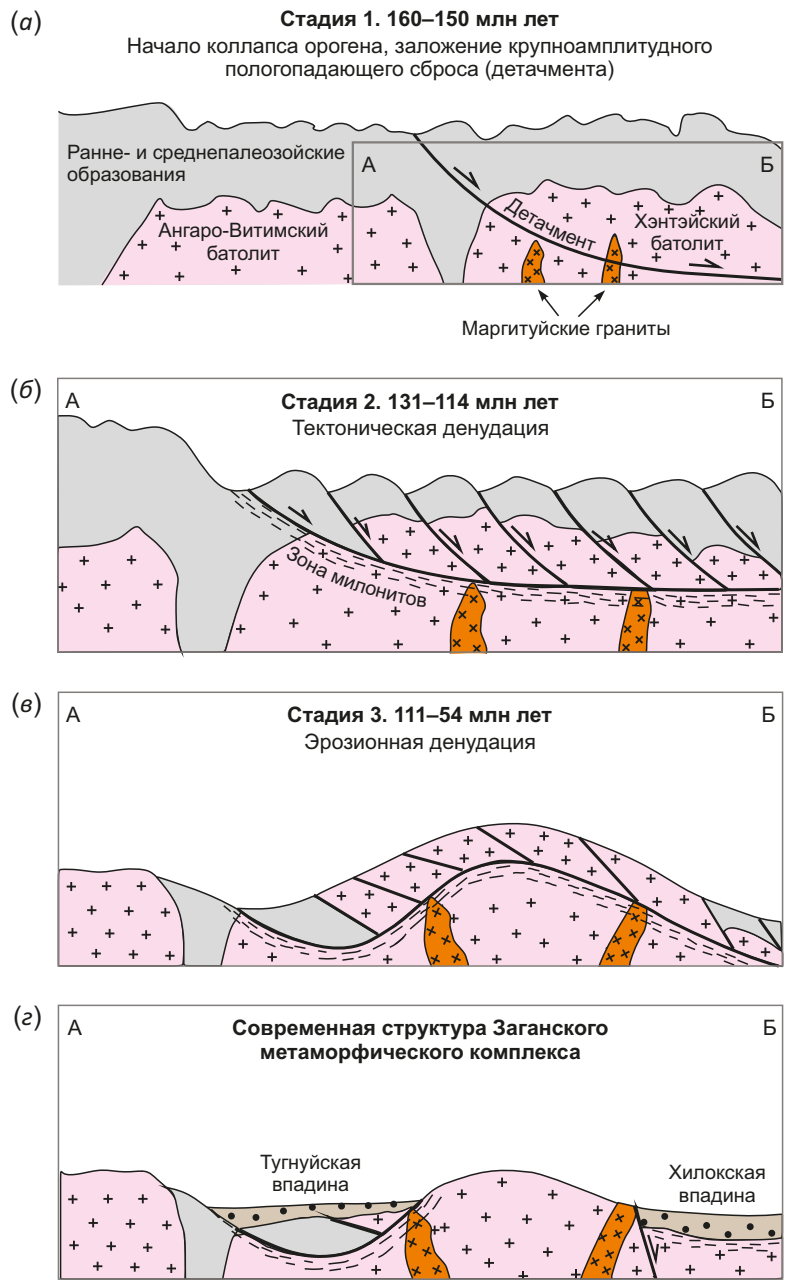 (а)
Стадия 1. 160–150 млн лет
Начало коллапса орогена, заложение крупноамплитудного
пологопадающего сброса (детачмента)
Ранне- и среднепалеозойские
образования
А
Б
Ангаро-Витимский
батолит
Детачмент
Хэнтэйский
батолит
Маргитуйские граниты
(б)
А
Стадия 2. 131–114 млн лет
Б
Тектоническая денудация
Зона милонитов
(в)
А
Стадия 3. 111–54 млн лет
Б
Эрозионная денудация
(г)
А
Современная структура Заганского
метаморфического комплекса
Б
Тугнуйская
впадина
Хилокская
впадина